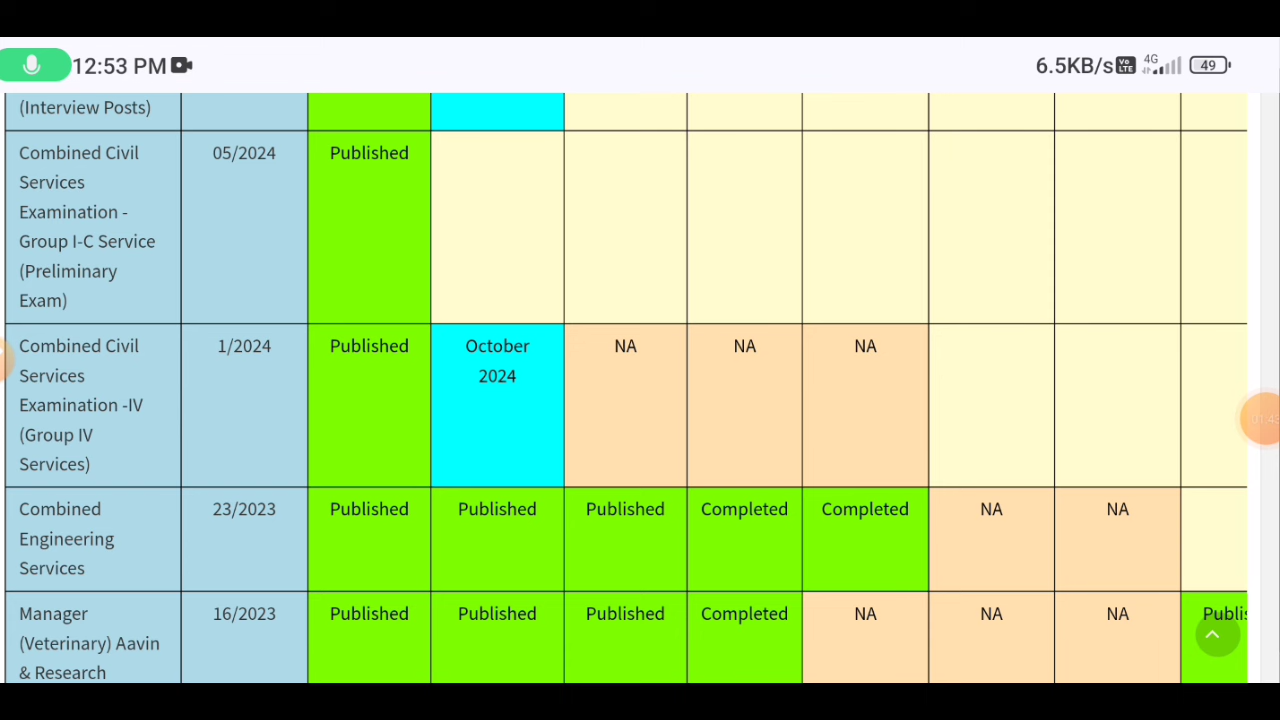 12:53 PM
6.5KB/s Vo LTE 4G 49
(Interview Posts)
Combined Civil 05/2024 Published
Services
Examination -
Group I-C Service
(Preliminary
Exam)
Combined Civil 1/2024 Published October NA NA NA
Services 2024
Examination -IV
(Group IV
Services)
Combined 23/2023 Published Published Published Completed Completed NA NA
Engineering
Services
Manager 16/2023 Published Published Published Completed NA NA NA Publis
(Veterinary) Aavin
& Research